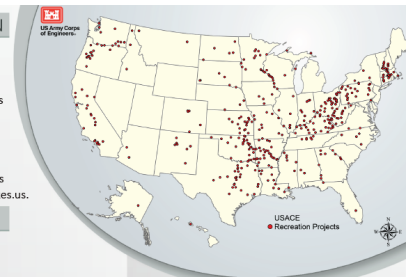 US Army Corps
of Engineers®
N
s
s
es.us.
USACE
Recreation Projects
N
W
E
S